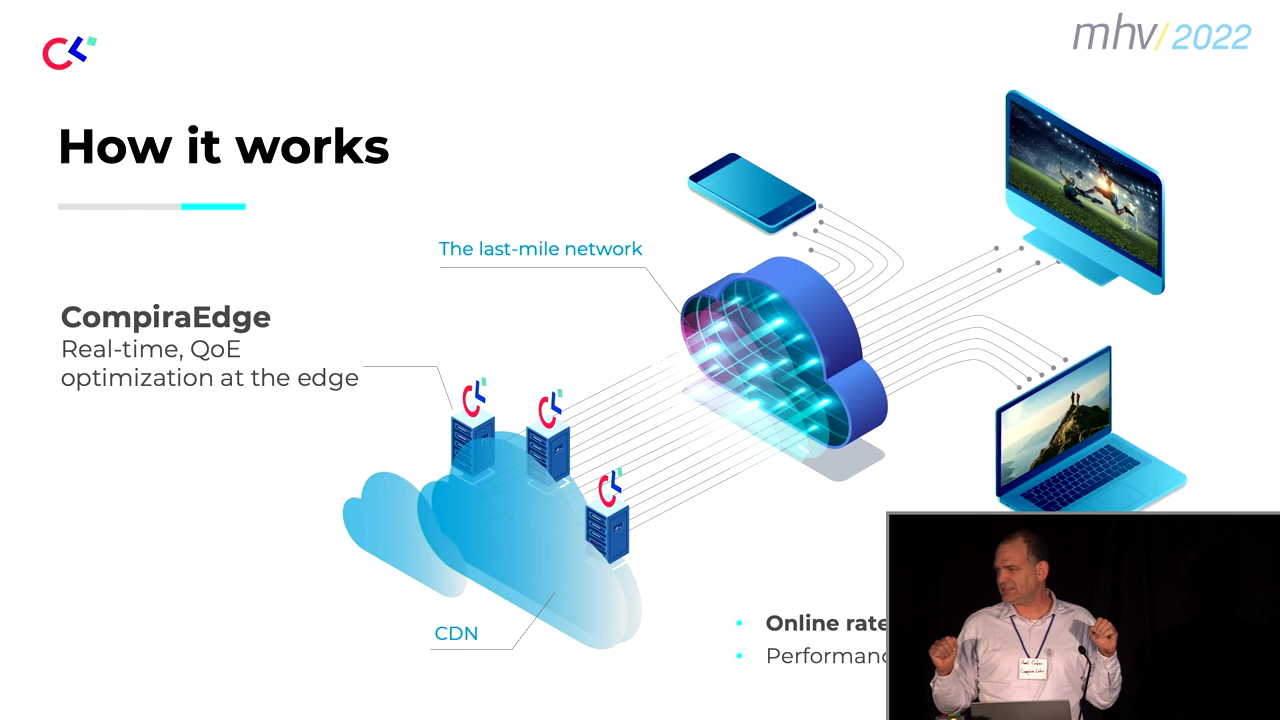 mhv/2022
How it works
The last-mile network
CompiraEdge
Real-time, QoE
optimization at the edge
CDN
• Online rate
• Performanc